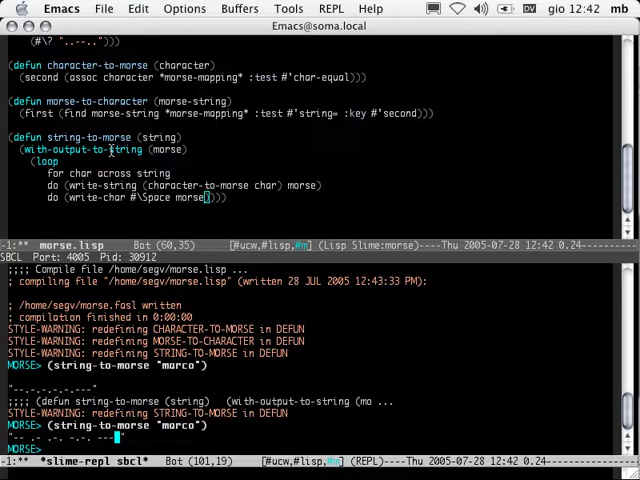 Emacs File Edit Options Buffers Tools REPL Help gio 12:42 mb
Emacs@soma.local
(#\? "..--..")))
(defun character-to-morse (character)
(second (assoc character *morse-mapping* :test #'char-equal)))
(defun morse-to-character (morse-string)
(first (find morse-string *morse-mapping* :test #'string= :key #'second)))
(defun string-to-morse (string)
(with-output-to-string (morse)
(loop
for char across string
do (write-string (character-to-morse char) morse)
do (write-char #\Space morse))))
-1:** morse.lisp Bot (60,35) [#ucw,#lisp,#m] (Lisp Slime:morse)----Thu 2005-07-28 12:42 0.24---
SBCL Port: 4005 Pid: 30912
;;;; Compile file /home/segv/morse.lisp ...
; compiling file "/home/segv/morse.lisp" (written 28 JUL 2005 12:43:33 PM):
; /home/segv/morse.fasl written
; compilation finished in 0:00:00
STYLE-WARNING: redefining CHARACTER-TO-MORSE in DEFUN
STYLE-WARNING: redefining MORSE-TO-CHARACTER in DEFUN
STYLE-WARNING: redefining STRING-TO-MORSE in DEFUN
MORSE> (string-to-morse "marco")
"--.-.-.-.-.---"
;;;; (defun string-to-morse (string) (with-output-to-string (mo ...
STYLE-WARNING: redefining STRING-TO-MORSE in DEFUN
MORSE> (string-to-morse "marco")
"-- .- .-. -.-. --- "
MORSE>
-1:** *slime-repl sbcl* Bot (101,19) [#ucw,#lisp,#m] (REPL)----Thu 2005-07-28 12:42 0.24---